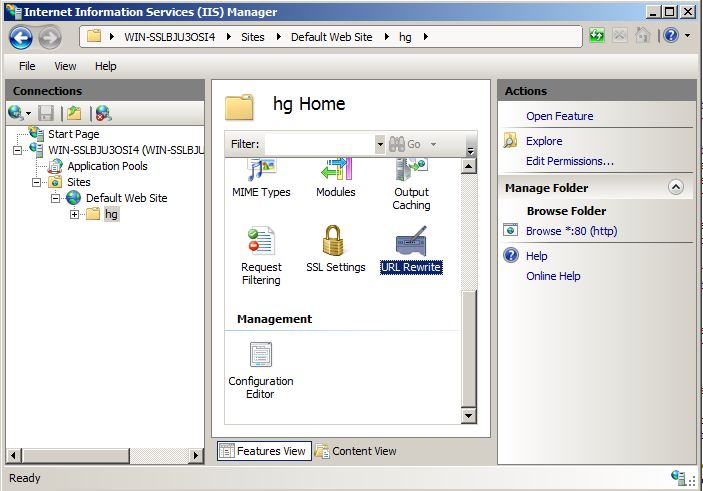 Internet Information Services (IIS) Manager
WIN-SSLBJU3OSI4 Sites Default Web Site hg
File View Help
Connections
Start Page
WIN-SSLBJU3OSI4 (WIN-SSLBJU
Application Pools
Sites
Default Web Site
hg
hg Home
Filter: Go
MIME Types
Modules
Output
Caching
Request
Filtering
SSL Settings
URL Rewrite
Management
Configuration
Editor
Features View
Content View
Actions
Open Feature
Explore
Edit Permissions...
Manage Folder
Browse Folder
Browse *:80 (http)
Help
Online Help
Ready